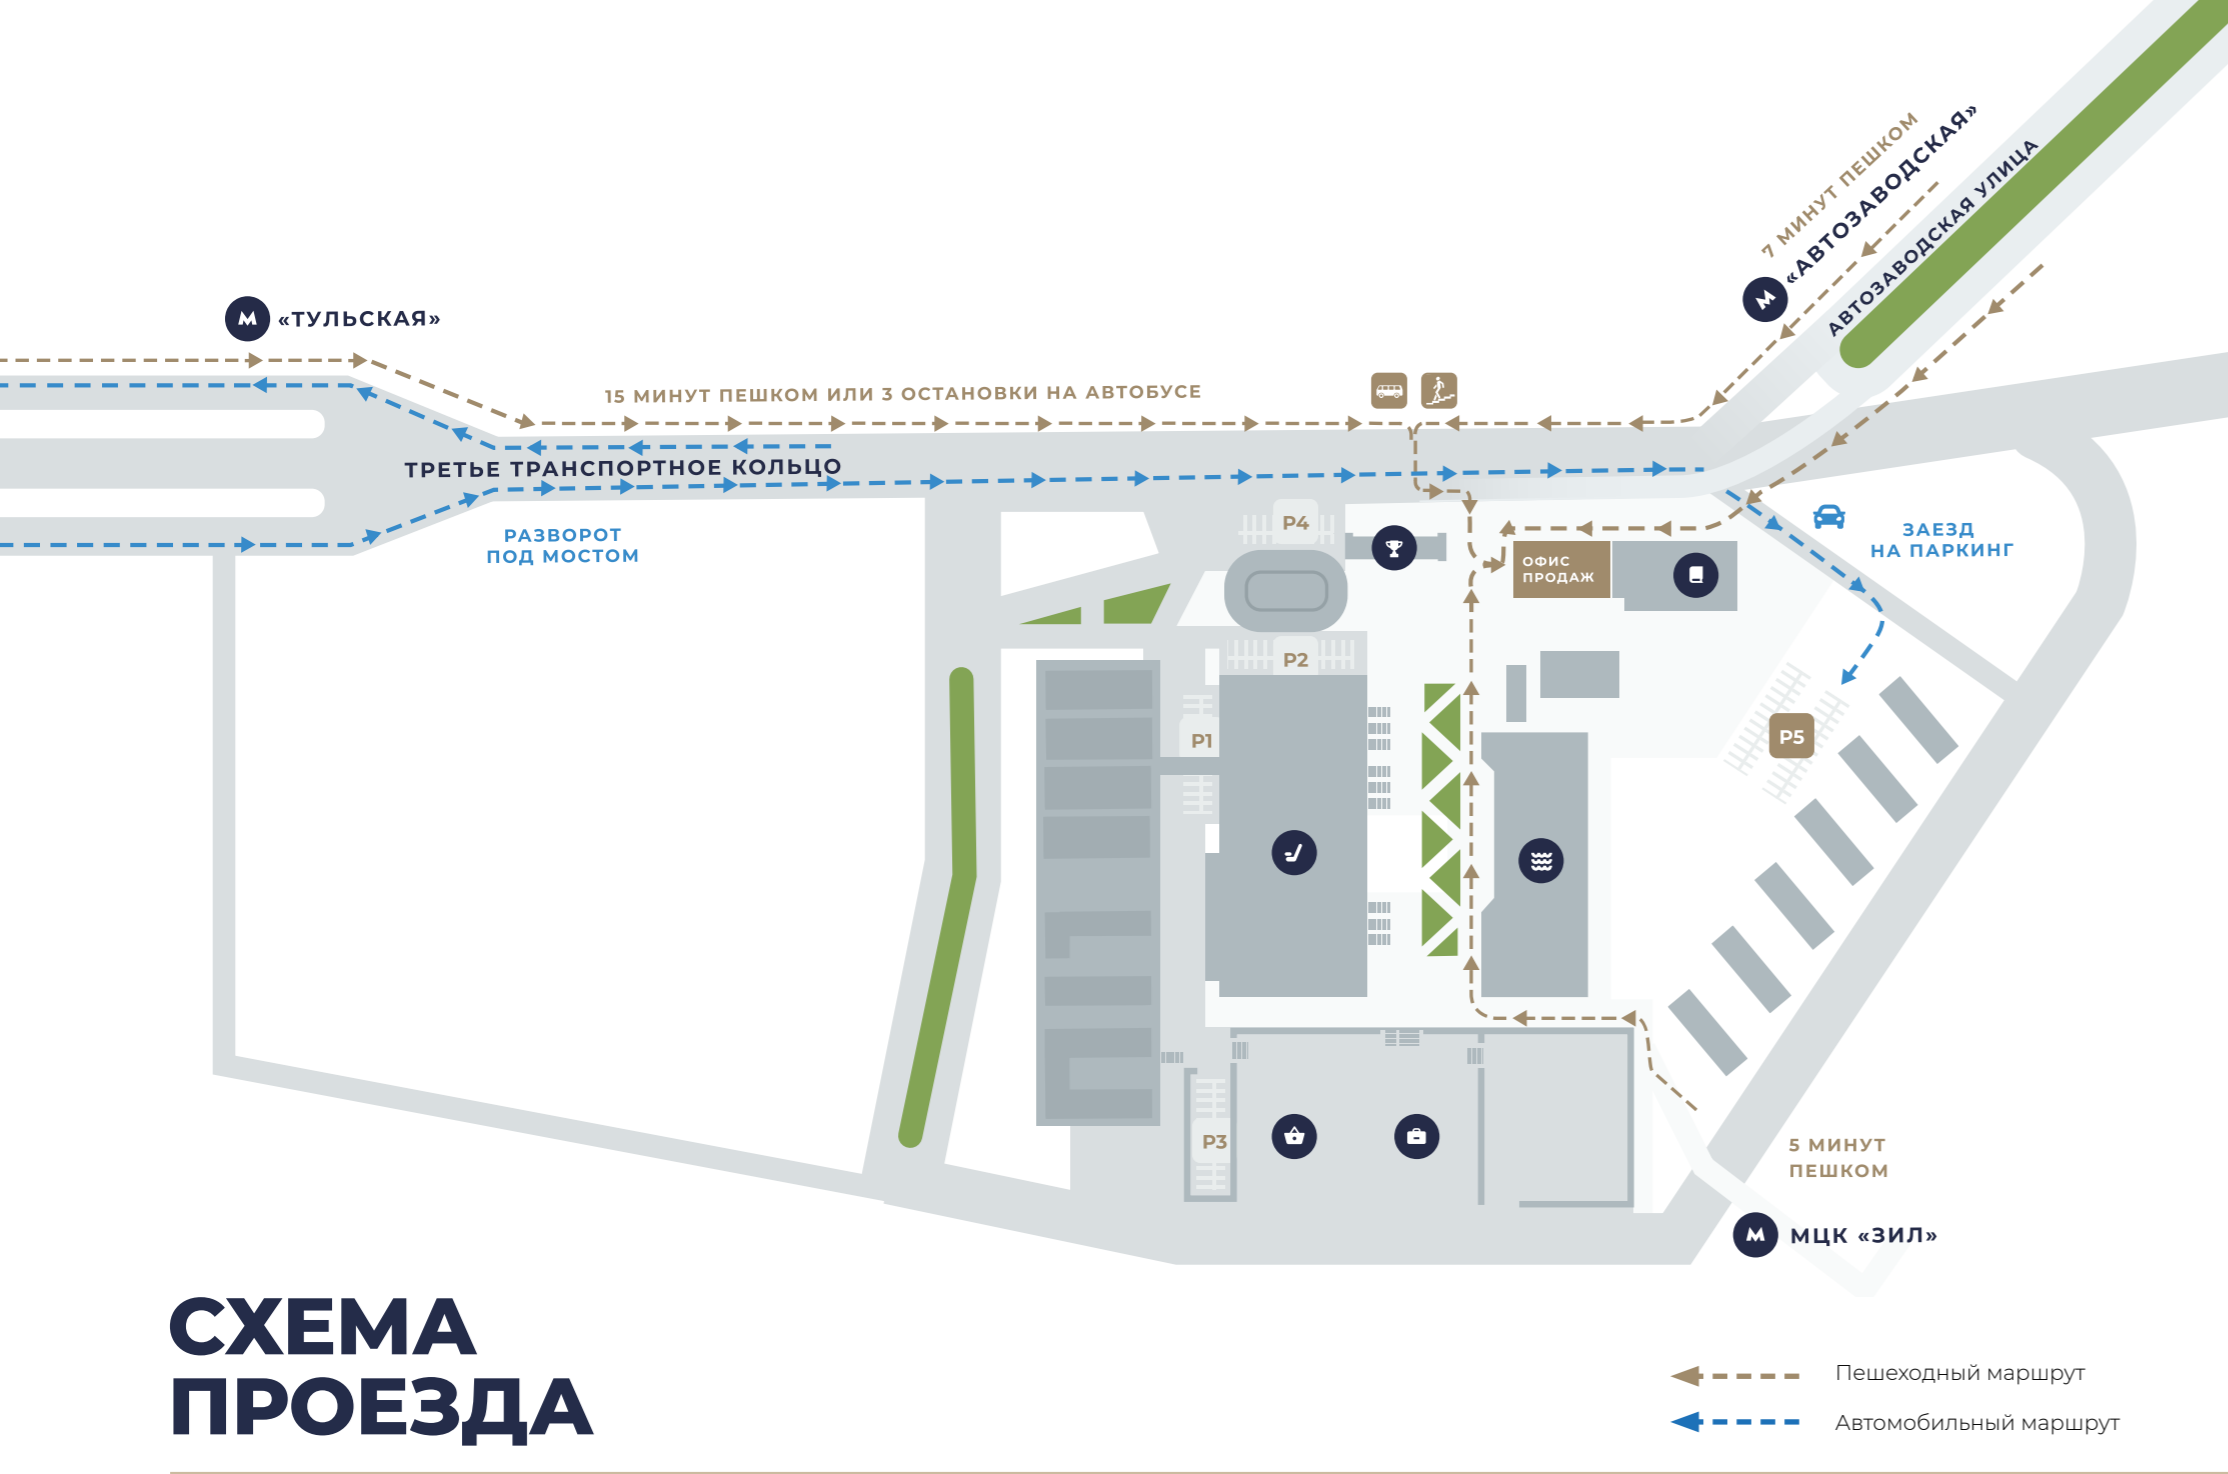 7 МИНУТ ПЕШКОМ
«АВТОЗАВОДСКАЯ»
АВТОЗАВОДСКАЯ УЛИЦА
«ТУЛЬСКАЯ»
15 МИНУТ ПЕШКОМ ИЛИ 3 ОСТАНОВКИ НА АВТОБУСЕ
ТРЕТЬЕ ТРАНСПОРТНОЕ КОЛЬЦО
РАЗВОРОТ
ПОД МОСТОМ
P4
ЗАЕЗД
НА ПАРКИНГ
ОФИС
ПРОДАЖ
P2
P1
P5
P3
5 МИНУТ
ПЕШКОМ
МЦК «ЗИЛ»
СХЕМА
ПРОЕЗДА
Пешеходный маршрут
Автомобильный маршрут